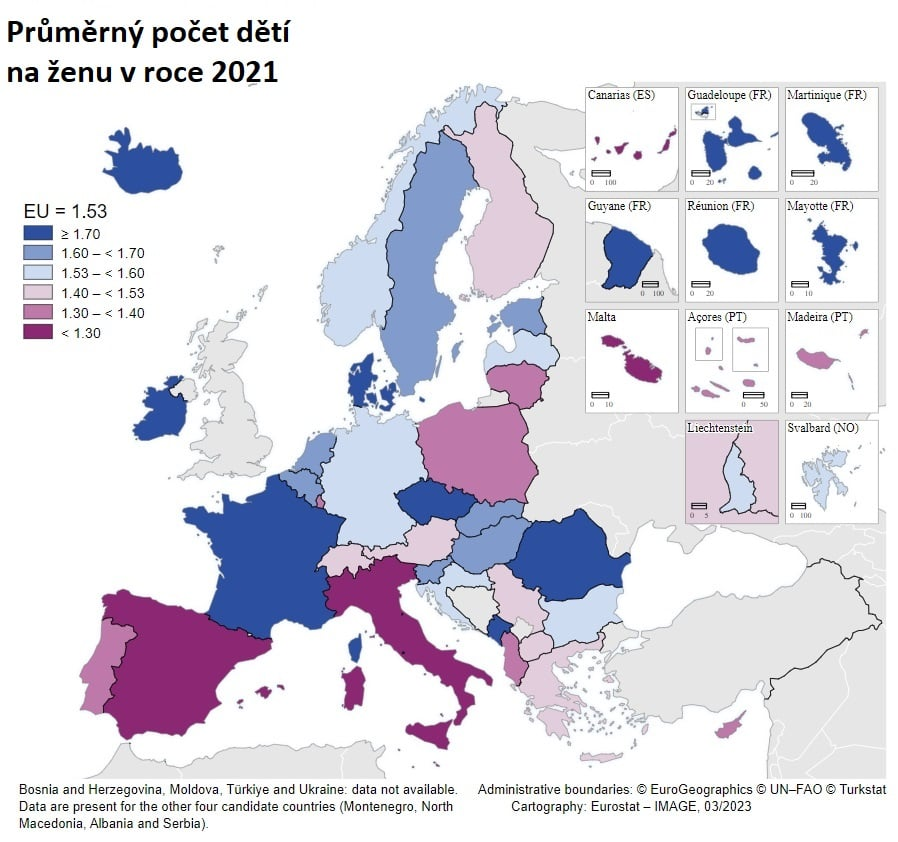 Průměrný počet dětí
na ženu v roce 2021
EU = 1.53
≥ 1.70
1.60 – < 1.70
1.53 – < 1.60
1.40 – < 1.53
1.30 – < 1.40
< 1.30
Canarias (ES)
0 100
Guadeloupe (FR)
0 20
Martinique (FR)
0 20
Guyane (FR)
0 100
Réunion (FR)
0 20
Mayotte (FR)
0 10
Malta
0 10
Açores (PT)
0 50
Madeira (PT)
0 20
Liechtenstein
0 5
Svalbard (NO)
0 100
Bosnia and Herzegovina, Moldova, Türkiye and Ukraine: data not available.
Data are present for the other four candidate countries (Montenegro, North
Macedonia, Albania and Serbia).
Administrative boundaries: © EuroGeographics © UN–FAO © Turkstat
Cartography: Eurostat – IMAGE, 03/2023